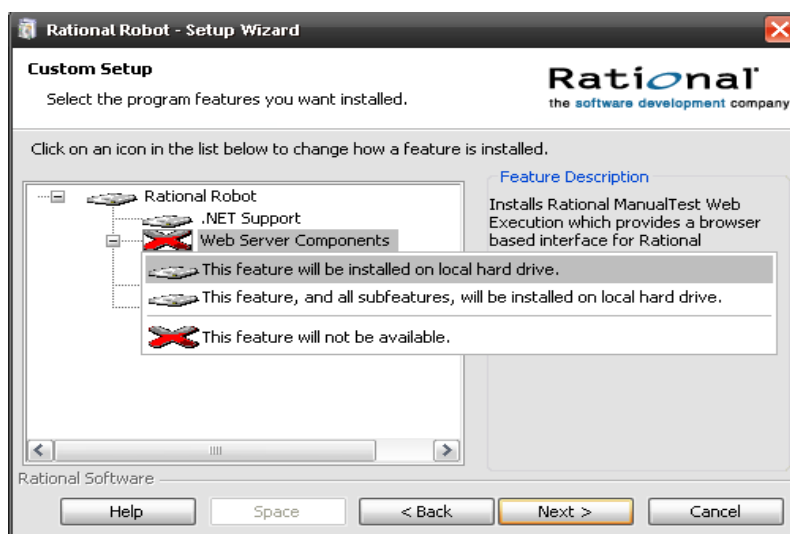 Rational Robot - Setup Wizard
Custom Setup
Select the program features you want installed.
Rational
the software development company
Click on an icon in the list below to change how a feature is installed.
Rational Robot
.NET Support
Web Server Components
This feature will be installed on local hard drive.
This feature, and all subfeatures, will be installed on local hard drive.
This feature will not be available.
Feature Description
Installs Rational ManualTest Web
Execution which provides a browser
based interface for Rational
Rational Software
Help
Space
< Back
Next >
Cancel